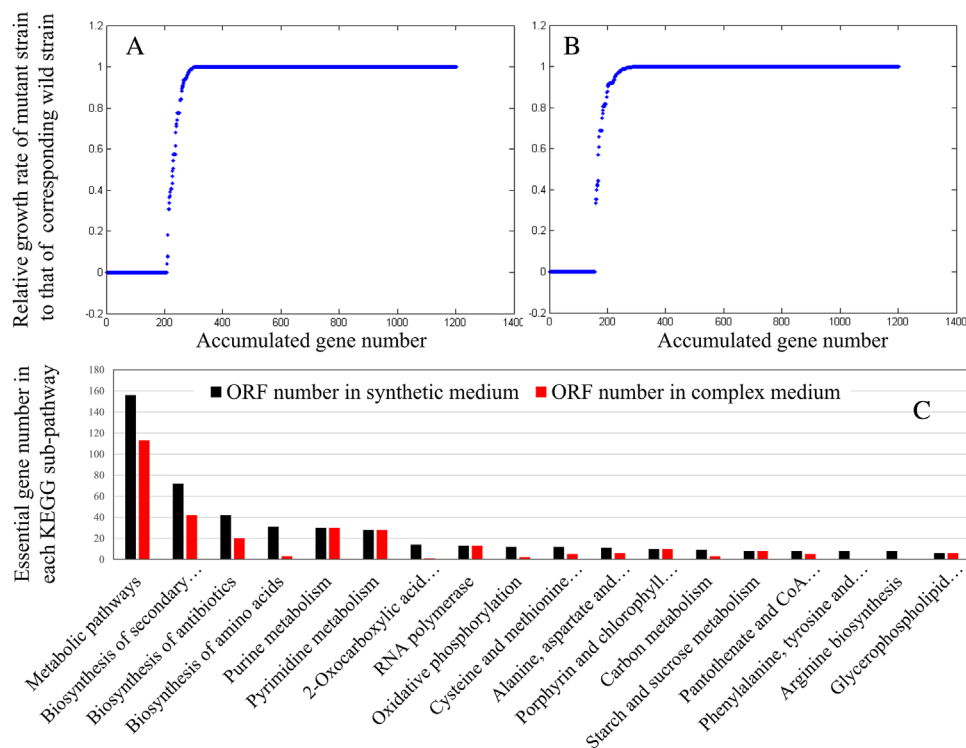 Relative growth rate of mutant strain
to that of corresponding wild strain
A
1.2
1
0.8
0.6
0.4
0.2
0
-0.2
0
200
400
600
800
1000
1200
1400
Accumulated gene number
B
1.2
1
0.8
0.6
0.4
0.2
0
-0.2
0
200
400
600
800
1000
1200
1400
Accumulated gene number
Essential gene number in
each KEGG sub-pathway
180
160
140
120
100
80
60
40
20
0
ORF number in synthetic medium
ORF number in complex medium
C
Metabolic pathways
Biosynthesis of secondary…
Biosynthesis of antibiotics
Biosynthesis of amino acids
Purine metabolism
Pyrimidine metabolism
2-Oxocarboxylic acid…
RNA polymerase
Oxidative phosphorylation
Cysteine and methionine…
Alanine, aspartate and…
Porphyrin and chlorophyll…
Carbon metabolism
Starch and sucrose metabolism
Pantothenate and CoA…
Phenylalanine, tyrosine and…
Arginine biosynthesis
Glycerophospholipid…